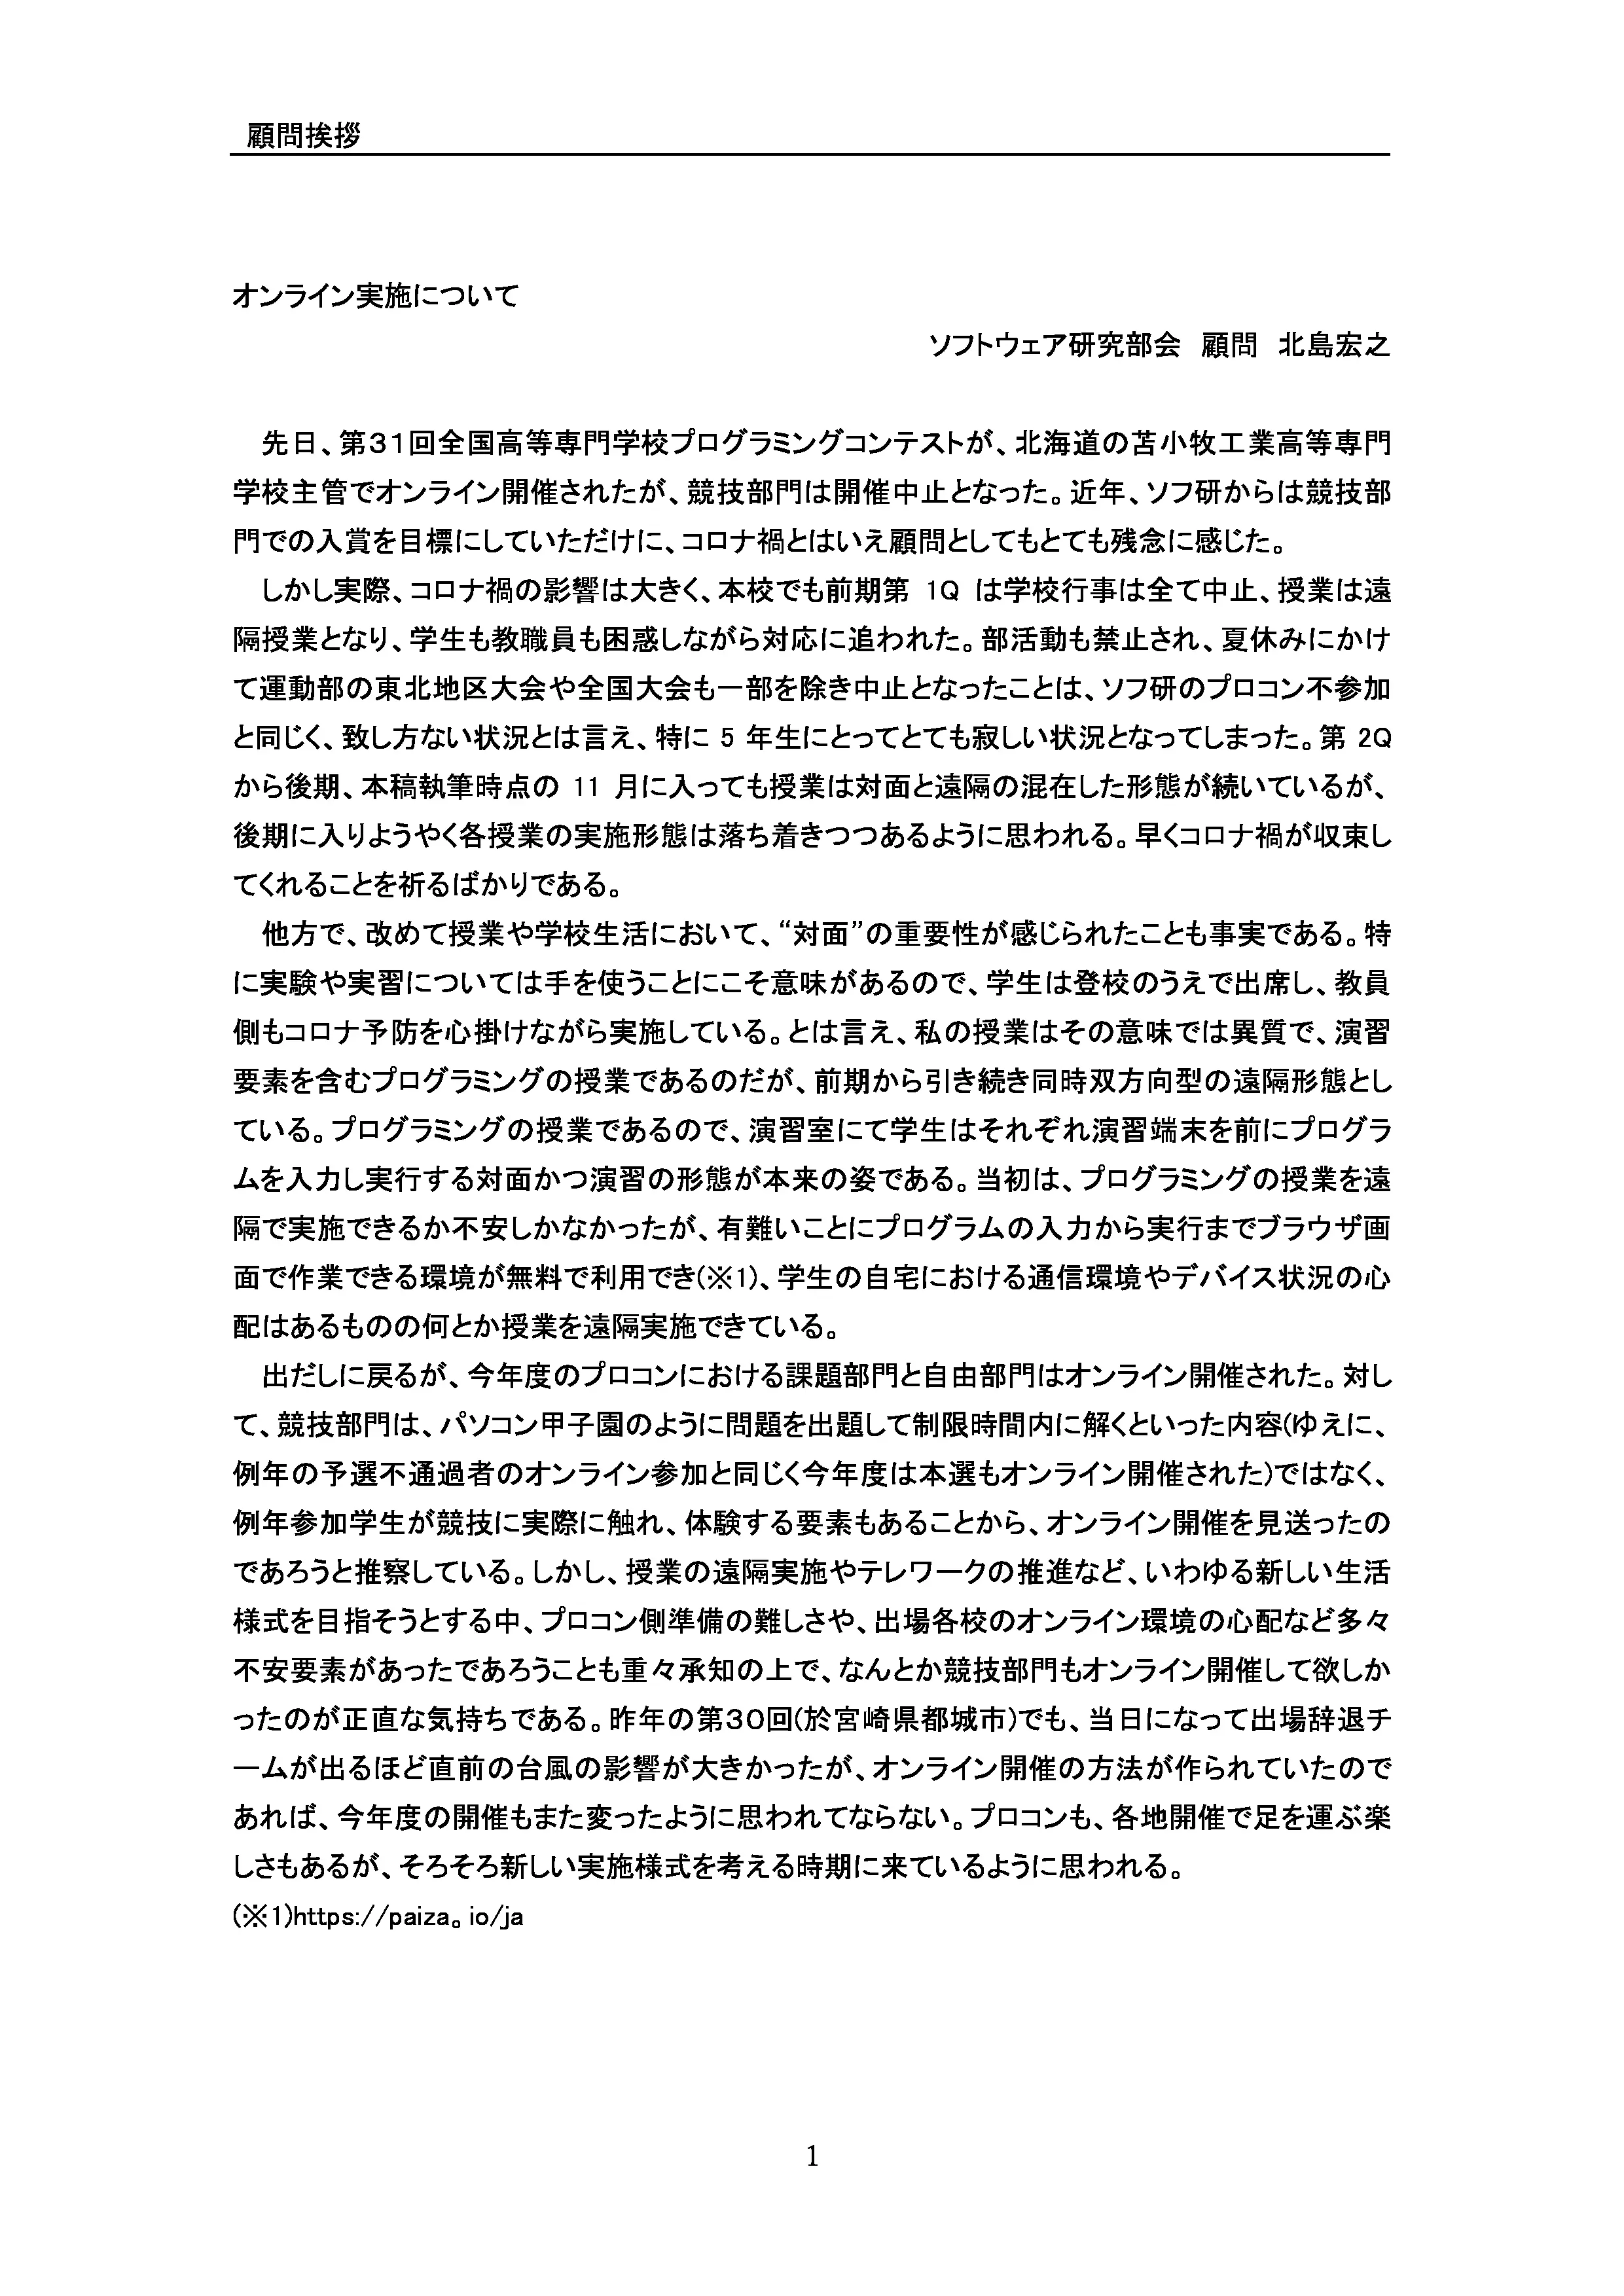 顧問挨拶
オンライン実施について
ソフトウェア研究部会　顧問　北島宏之
　先日、第３１回全国高等専門学校プログラミングコンテストが、北海道の苫小牧工業高等専門
学校主管でオンライン開催されたが、競技部門は開催中止となった。近年、ソフ研からは競技部
門での入賞を目標にしていただけに、コロナ禍とはいえ顧問としてもとても残念に感じた。
　しかし実際、コロナ禍の影響は大きく、本校でも前期第 1Q は学校行事は全て中止、授業は遠
隔授業となり、学生も教職員も困惑しながら対応に追われた。部活動も禁止され、夏休みにかけ
て運動部の東北地区大会や全国大会も一部を除き中止となったことは、ソフ研のプロコン不参加
と同じく、致し方ない状況とは言え、特に 5 年生にとってとても寂しい状況となってしまった。第 2Q
から後期、本稿執筆時点の 11 月に入っても授業は対面と遠隔の混在した形態が続いているが、
後期に入りようやく各授業の実施形態は落ち着きつつあるように思われる。早くコロナ禍が収束し
てくれることを祈るばかりである。
　他方で、改めて授業や学校生活において、“対面”の重要性が感じられたことも事実である。特
に実験や実習については手を使うことにこそ意味があるので、学生は登校のうえで出席し、教員
側もコロナ予防を心掛けながら実施している。とは言え、私の授業はその意味では異質で、演習
要素を含むプログラミングの授業であるのだが、前期から引き続き同時双方向型の遠隔形態とし
ている。プログラミングの授業であるので、演習室にて学生はそれぞれ演習端末を前にプログラ
ムを入力し実行する対面かつ演習の形態が本来の姿である。当初は、プログラミングの授業を遠
隔で実施できるか不安しかなかったが、有難いことにプログラムの入力から実行までブラウザ画
面で作業できる環境が無料で利用でき(※1)、学生の自宅における通信環境やデバイス状況の心
配はあるものの何とか授業を遠隔実施できている。
　出だしに戻るが、今年度のプロコンにおける課題部門と自由部門はオンライン開催された。対し
て、競技部門は、パソコン甲子園のように問題を出題して制限時間内に解くといった内容(ゆえに、
例年の予選不通過者のオンライン参加と同じく今年度は本選もオンライン開催された)ではなく、
例年参加学生が競技に実際に触れ、体験する要素もあることから、オンライン開催を見送ったの
であろうと推察している。しかし、授業の遠隔実施やテレワークの推進など、いわゆる新しい生活
様式を目指そうとする中、プロコン側準備の難しさや、出場各校のオンライン環境の心配など多々
不安要素があったであろうことも重々承知の上で、なんとか競技部門もオンライン開催して欲しか
ったのが正直な気持ちである。昨年の第３０回(於宮崎県都城市)でも、当日になって出場辞退チ
ームが出るほど直前の台風の影響が大きかったが、オンライン開催の方法が作られていたので
あれば、今年度の開催もまた変ったように思われてならない。プロコンも、各地開催で足を運ぶ楽
しさもあるが、そろそろ新しい実施様式を考える時期に来ているように思われる。
(※1)https://paiza。io/ja
1